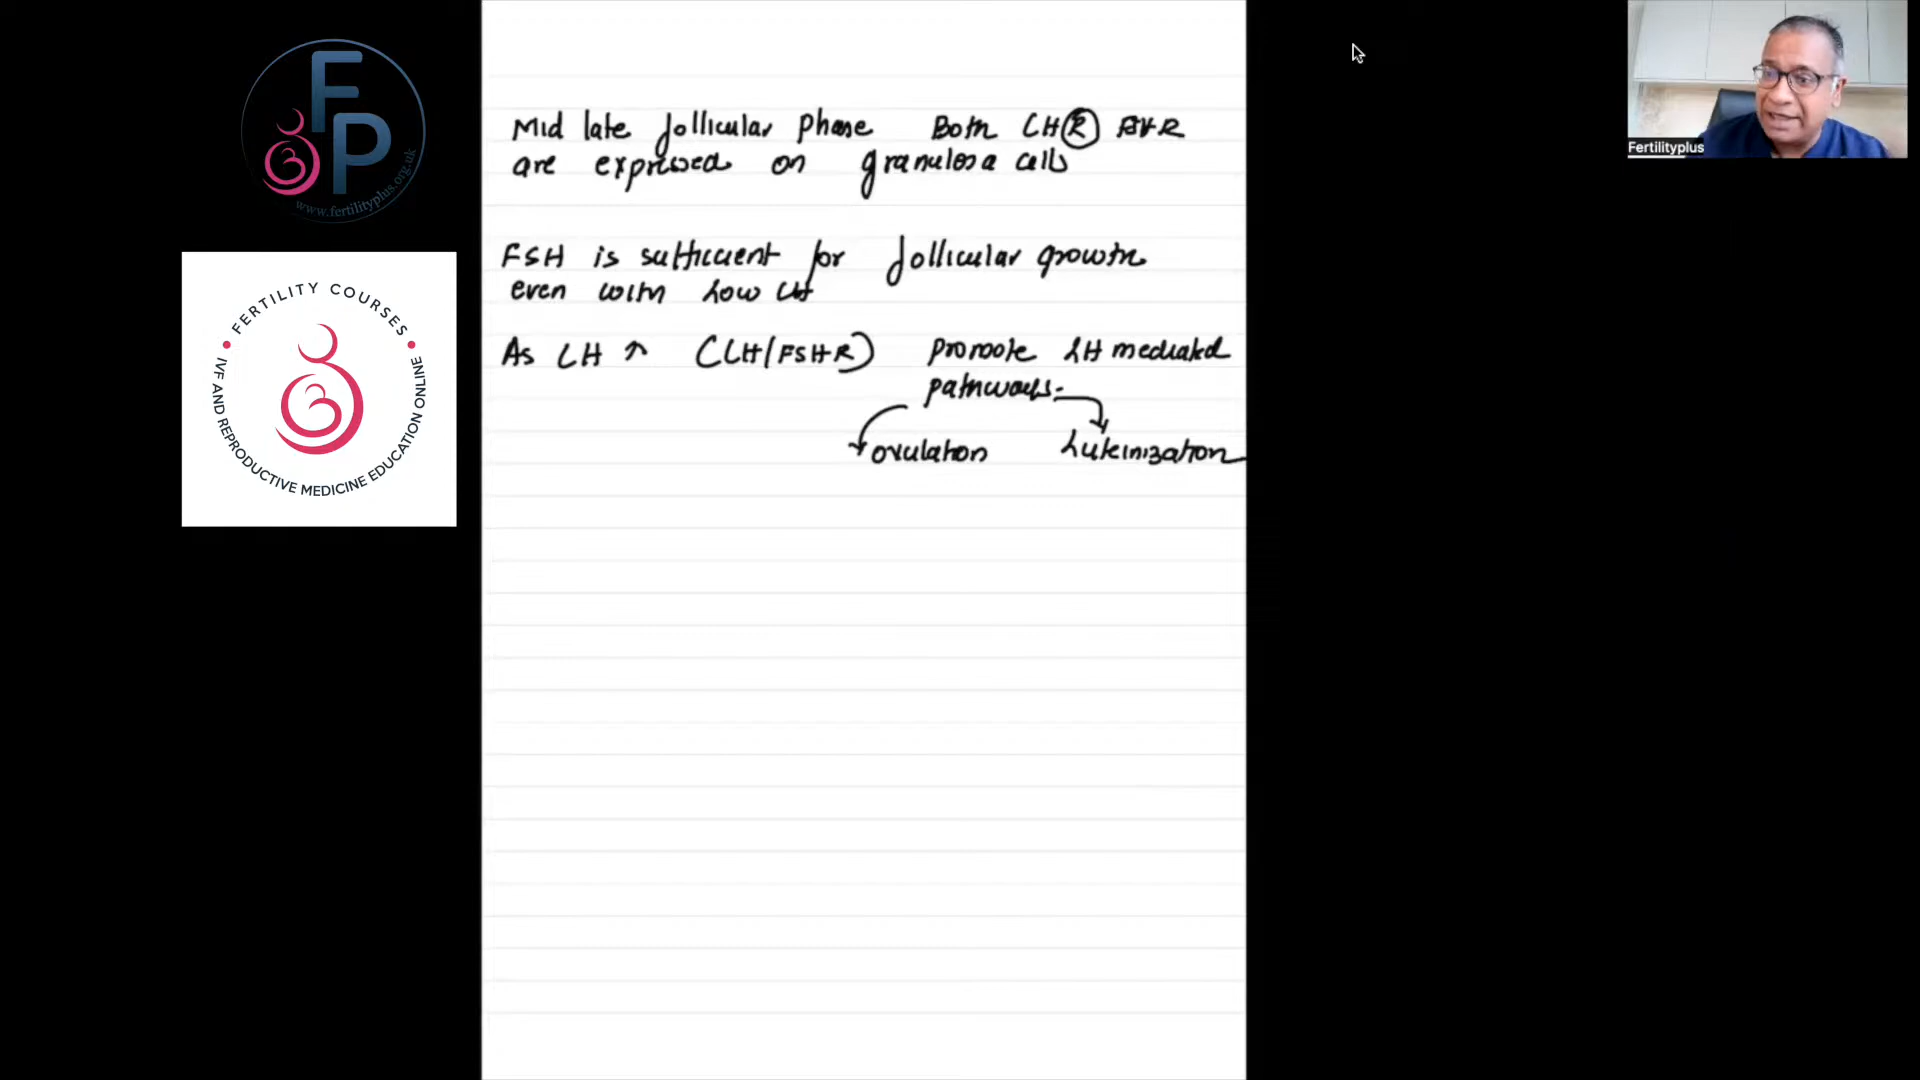 FP
www.fertilityplus.org.uk
FERTILITY COURSES
IVF AND REPRODUCTIVE MEDICINE EDUCATION ONLINE
Mid late follicular phase Both LHR
are expressed on granulosa cells
FSH is sufficient for follicular growth
even with Low LH
As LH ↑ (LH/FSHR) promote LH mediated
pathways.
ovulation Luteinization
Fertilityplus